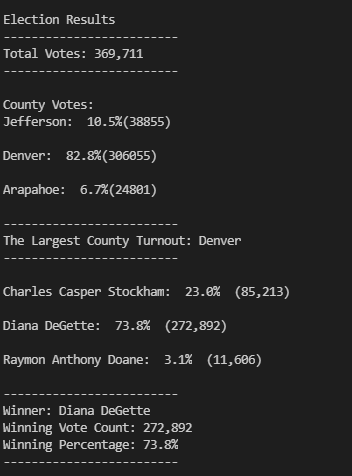 Election Results
-------------------------
Total Votes: 369,711
-------------------------
County Votes:
Jefferson:  10.5%(38855)
Denver:  82.8%(306055)
Arapahoe:  6.7%(24801)
-------------------------
The Largest County Turnout: Denver
-------------------------
Charles Casper Stockham:  23.0%  (85,213)
Diana DeGette:  73.8%  (272,892)
Raymon Anthony Doane:  3.1%  (11,606)
-------------------------
Winner: Diana DeGette
Winning Vote Count: 272,892
Winning Percentage: 73.8%
-------------------------